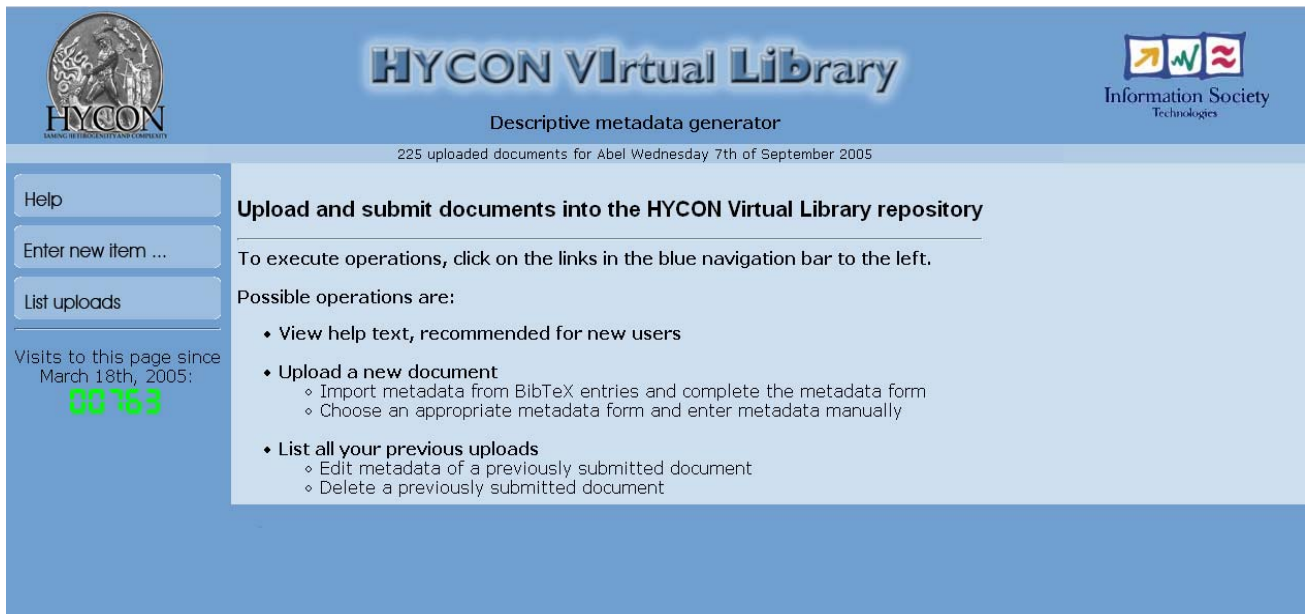 HYCON
TAMING HETEROGENEITY AND COMPLEXITY
HYCON VIrtual Library
Descriptive metadata generator
Information Society
Technologies
225 uploaded documents for Abel Wednesday 7th of September 2005
Help
Enter new item ...
List uploads
Visits to this page since
March 18th, 2005:
00763
Upload and submit documents into the HYCON Virtual Library repository
To execute operations, click on the links in the blue navigation bar to the left.
Possible operations are:
• View help text, recommended for new users
• Upload a new document
◦ Import metadata from BibTeX entries and complete the metadata form
◦ Choose an appropriate metadata form and enter metadata manually
• List all your previous uploads
◦ Edit metadata of a previously submitted document
◦ Delete a previously submitted document